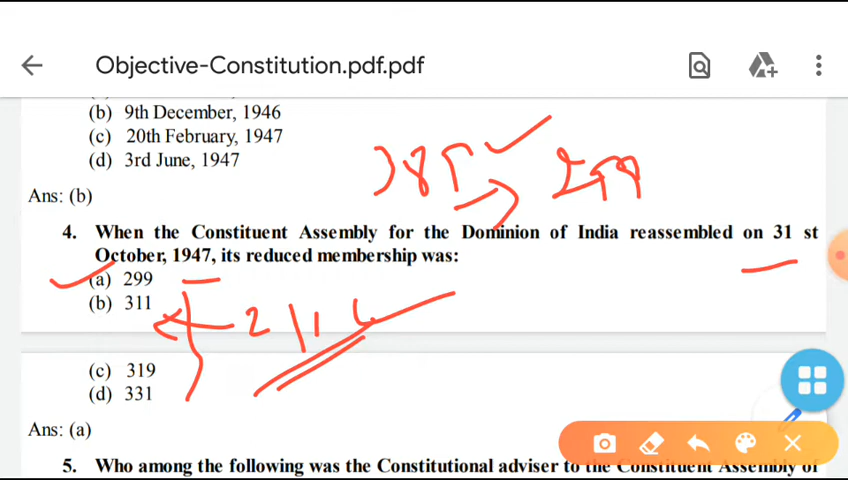 Objective-Constitution.pdf.pdf
(b) 9th December, 1946
(c) 20th February, 1947
(d) 3rd June, 1947
Ans: (b)
4. When the Constituent Assembly for the Dominion of India reassembled on 31 st
October, 1947, its reduced membership was:
(a) 299
(b) 311
(c) 319
(d) 331
Ans: (a)
5. Who among the following was the Constitutional adviser to the Constituent Assembly of